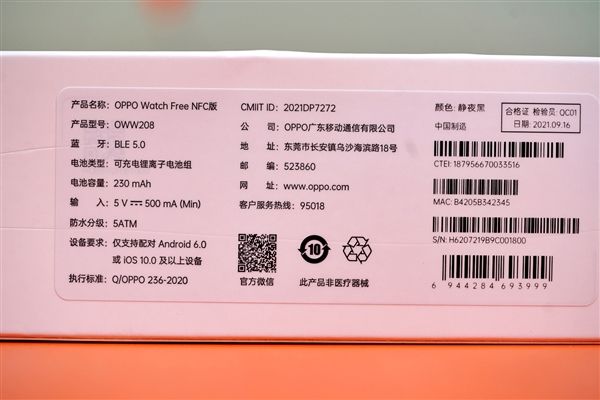 产品名称: OPPO Watch Free NFC版
产品型号: OWW208
蓝 牙: BLE 5.0
电池类型: 可充电锂离子电池组
电池容量: 230 mAh
输 入: 5 V⎓500 mA (Min)
防水分级: 5ATM
设备要求: 仅支持配对 Android 6.0
或 iOS 10.0 及以上设备
执行标准: Q/OPPO 236-2020
CMIIT ID: 2021DP7272
公 司: OPPO广东移动通信有限公司
地 址: 东莞市长安镇乌沙海滨路18号
邮 编: 523860
网 址: www.oppo.com
客户服务热线: 95018
官方微信
10
此产品非医疗器械
颜色: 静夜黑
中国制造
合格证 检验员: QC01
日期: 2021.09.16
CTEI: 187956670033516
MAC: B4205B342345
S/N: H6207219B9C001800
6 944284 693999